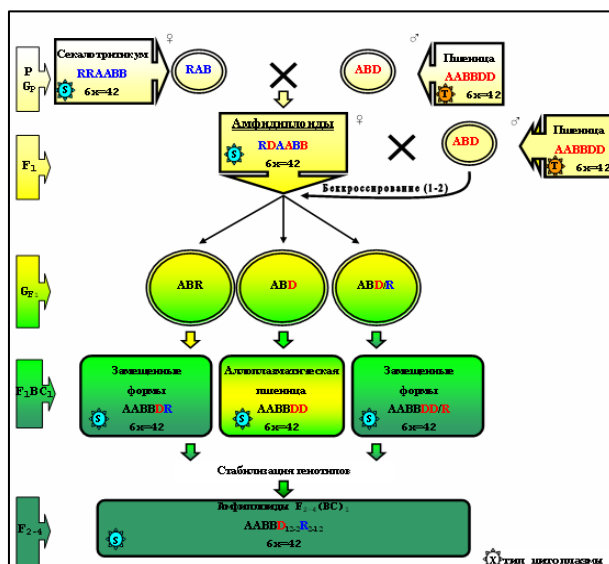 ♀
♂
Секалотритикум
RRAABB
S
6x=42
RAB
ABD
Пшеница
AABBDD
T
6x=42
P
GP
Амфидиплоиды
RDAABB
S
6x=42
♀
♂
ABD
Пшеница
AABBDD
T
6x=42
F1
Беккроссирование (1-2)
GF1
ABR
ABD
ABD/R
F1BC1
Замещенные
формы
AABBDR
S
6x=42
Аллоплазматическая
пшеница
AABBDD
S
6x=42
Замещенные
формы
AABBDD/R
S
6x=42
Стабилизация генотипов
F2-4
F2-4(BC)1
S
6x=42
X тип цитоплазмы